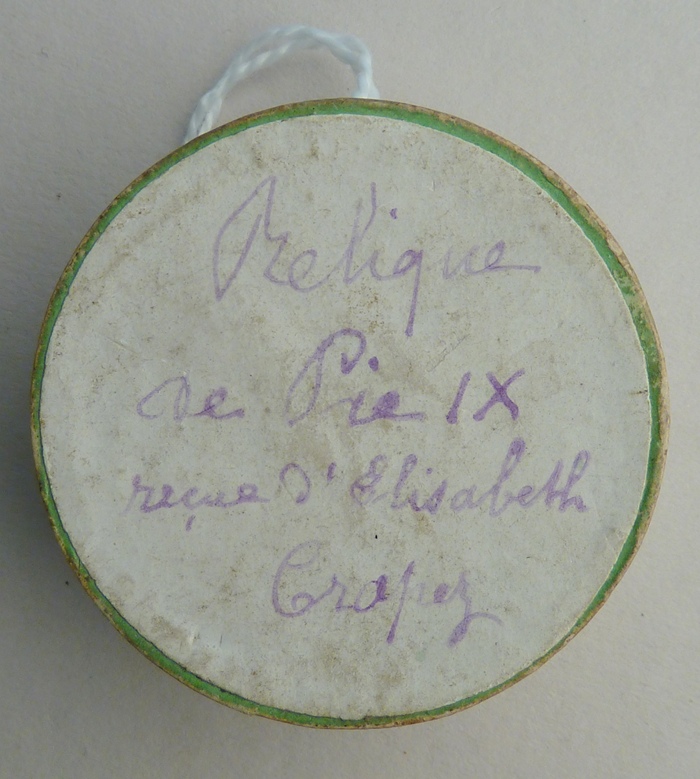 Relique
de Pie IX
reçue d'Elisabeth
Crapez